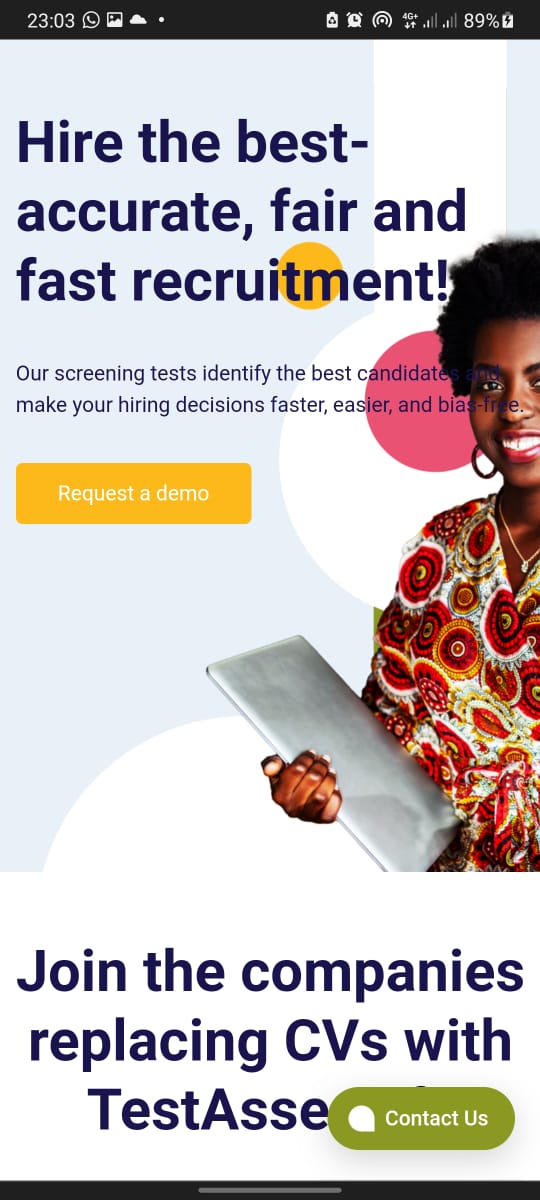 23:03
4G+
89%
Hire the best-
accurate, fair and
fast recruitment!
Our screening tests identify the best candidates and
make your hiring decisions faster, easier, and bias-free.
Request a demo
Join the companies
replacing CVs with
Contact Us